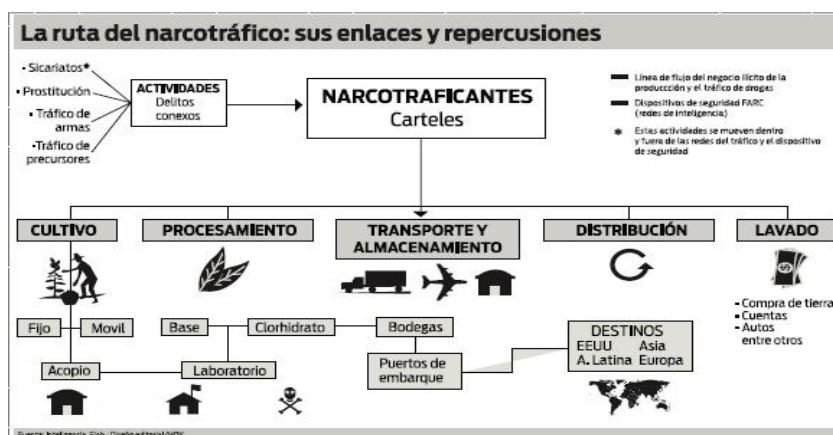 La ruta del narcotráfico: sus enlaces y repercusiones
- Sicariatos*
- Prostitución
- Tráfico de
armas
-Tráfico de
precursores
ACTIVIDADES
Delitos
conexos
NARCOTRAFICANTES
Carteles
Línea de flujo del negocio ilícito de la
produccción y el tráfico de drogas
Dispositivos de seguridad FARC
(redes de inteligencia)
* Estas actividades se mueven dentro
y fuera de las redes del tráfico y el dispositivo
de seguridad
CULTIVO
PROCESAMIENTO
TRANSPORTE Y
ALMACENAMIENTO
DISTRIBUCIÓN
LAVADO
$
- Compra de tierra
- Cuentas
- Autos
entre otros
Fijo
Movil
Base
Clorhidrato
Bodegas
DESTINOS
EEUU Asia
A. Latina Europa
Acopio
Laboratorio
Puertos de
embarque
Fuente: Inteligencia